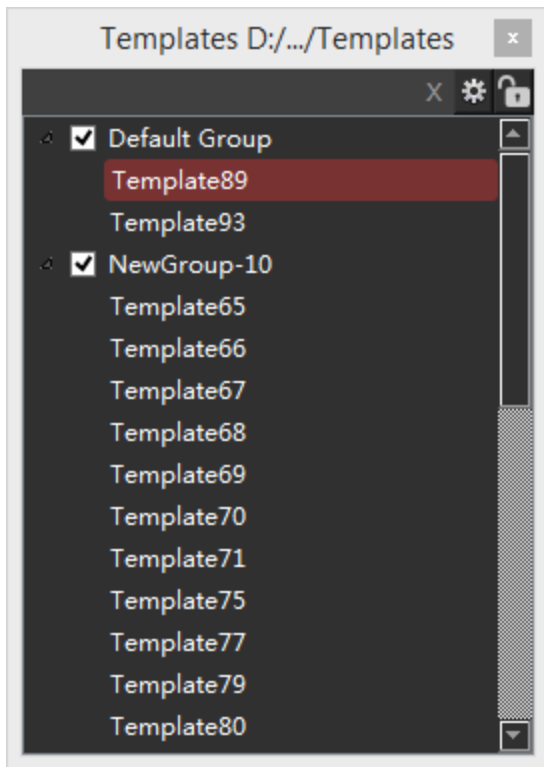 Templates D:/.../Templates x
X
Default Group
Template89
Template93
NewGroup-10
Template65
Template66
Template67
Template68
Template69
Template70
Template71
Template75
Template77
Template79
Template80